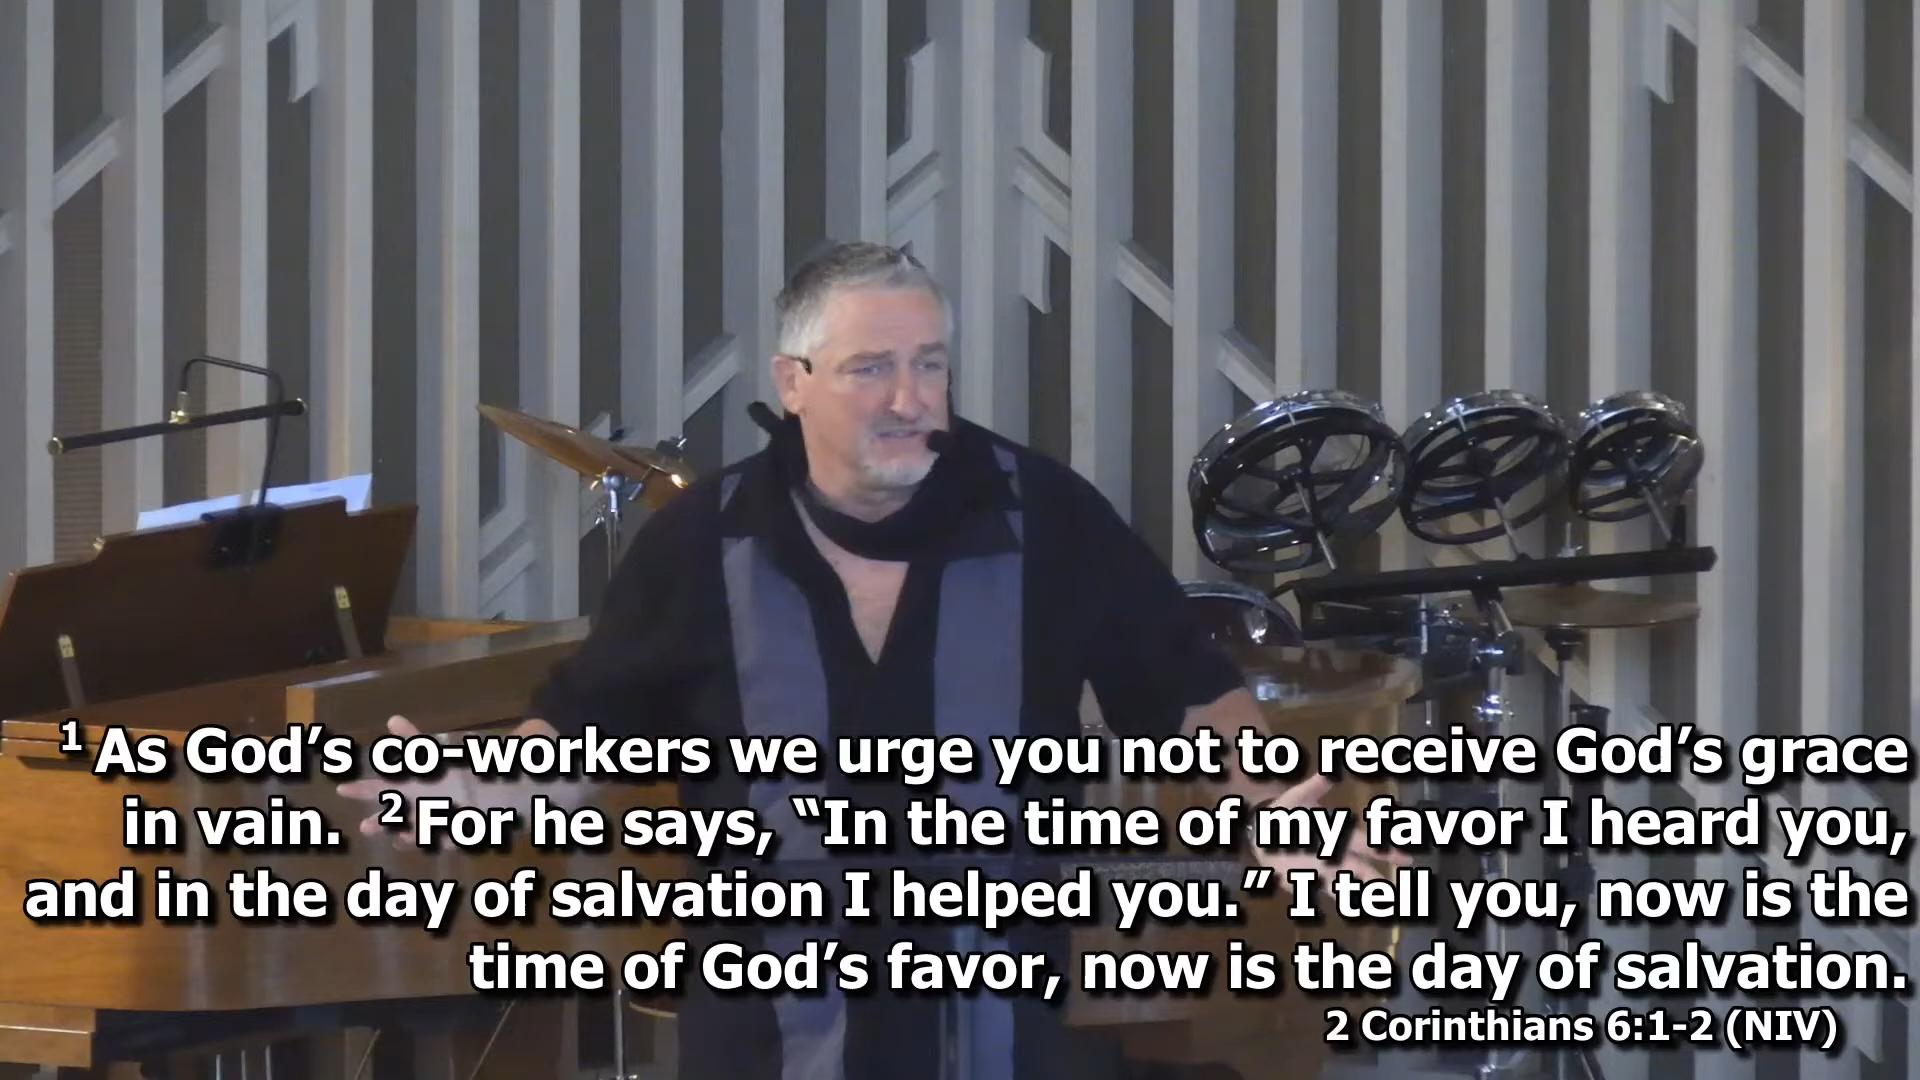 ¹ As God’s co-workers we urge you not to receive God’s grace
in vain. ² For he says, “In the time of my favor I heard you,
and in the day of salvation I helped you.” I tell you, now is the
time of God’s favor, now is the day of salvation.
2 Corinthians 6:1-2 (NIV)